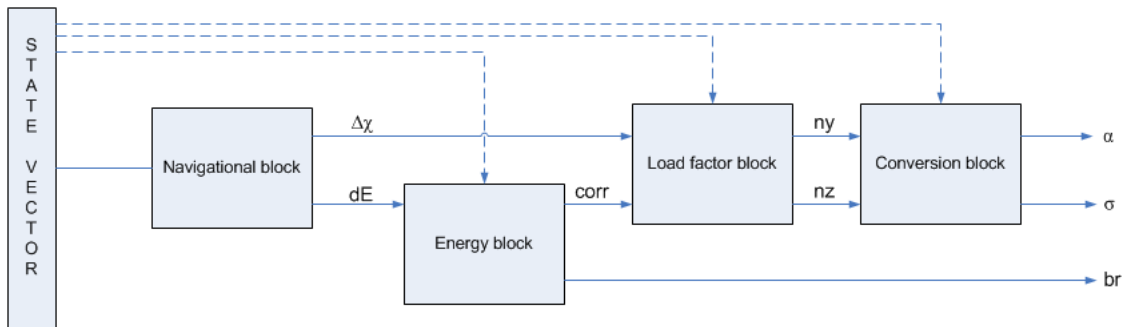 STATE VECTOR
Δχ
ny
α
Navigational block
Load factor block
Conversion block
dE
corr
nz
σ
Energy block
br